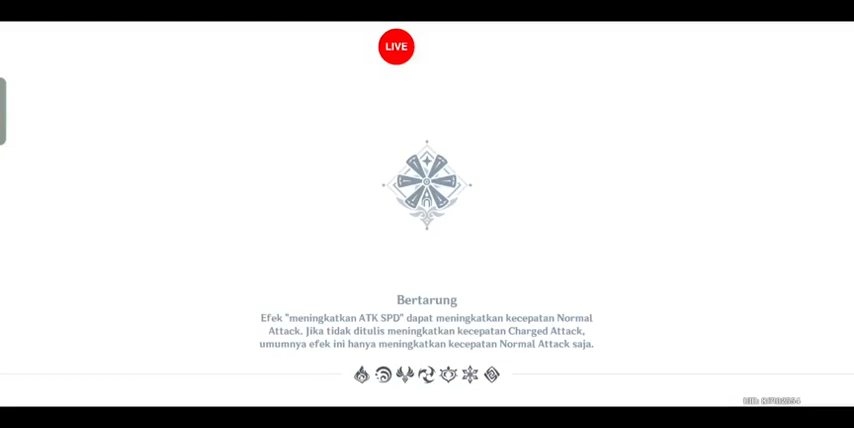 LIVE
Bertarung
Efek "meningkatkan ATK SPD" dapat meningkatkan kecepatan Normal
Attack. Jika tidak ditulis meningkatkan kecepatan Charged Attack,
umumnya efek ini hanya meningkatkan kecepatan Normal Attack saja.
UID: